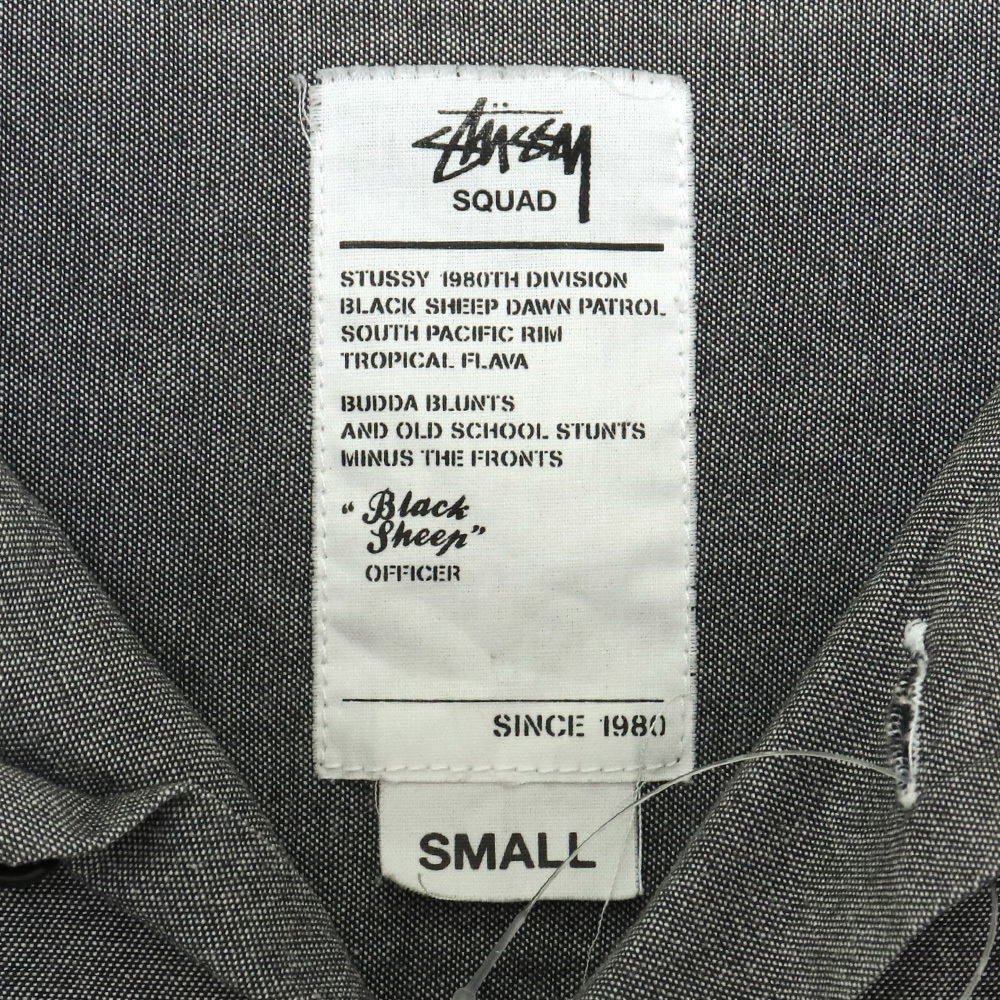 Stüssy
SQUAD
STUSSY 1980TH DIVISION
BLACK SHEEP DAWN PATROL
SOUTH PACIFIC RIM
TROPICAL FLAVA
BUDDA BLUNTS
AND OLD SCHOOL STUNTS
MINUS THE FRONTS
“Black
Sheep”
OFFICER
SINCE 1980
SMALL